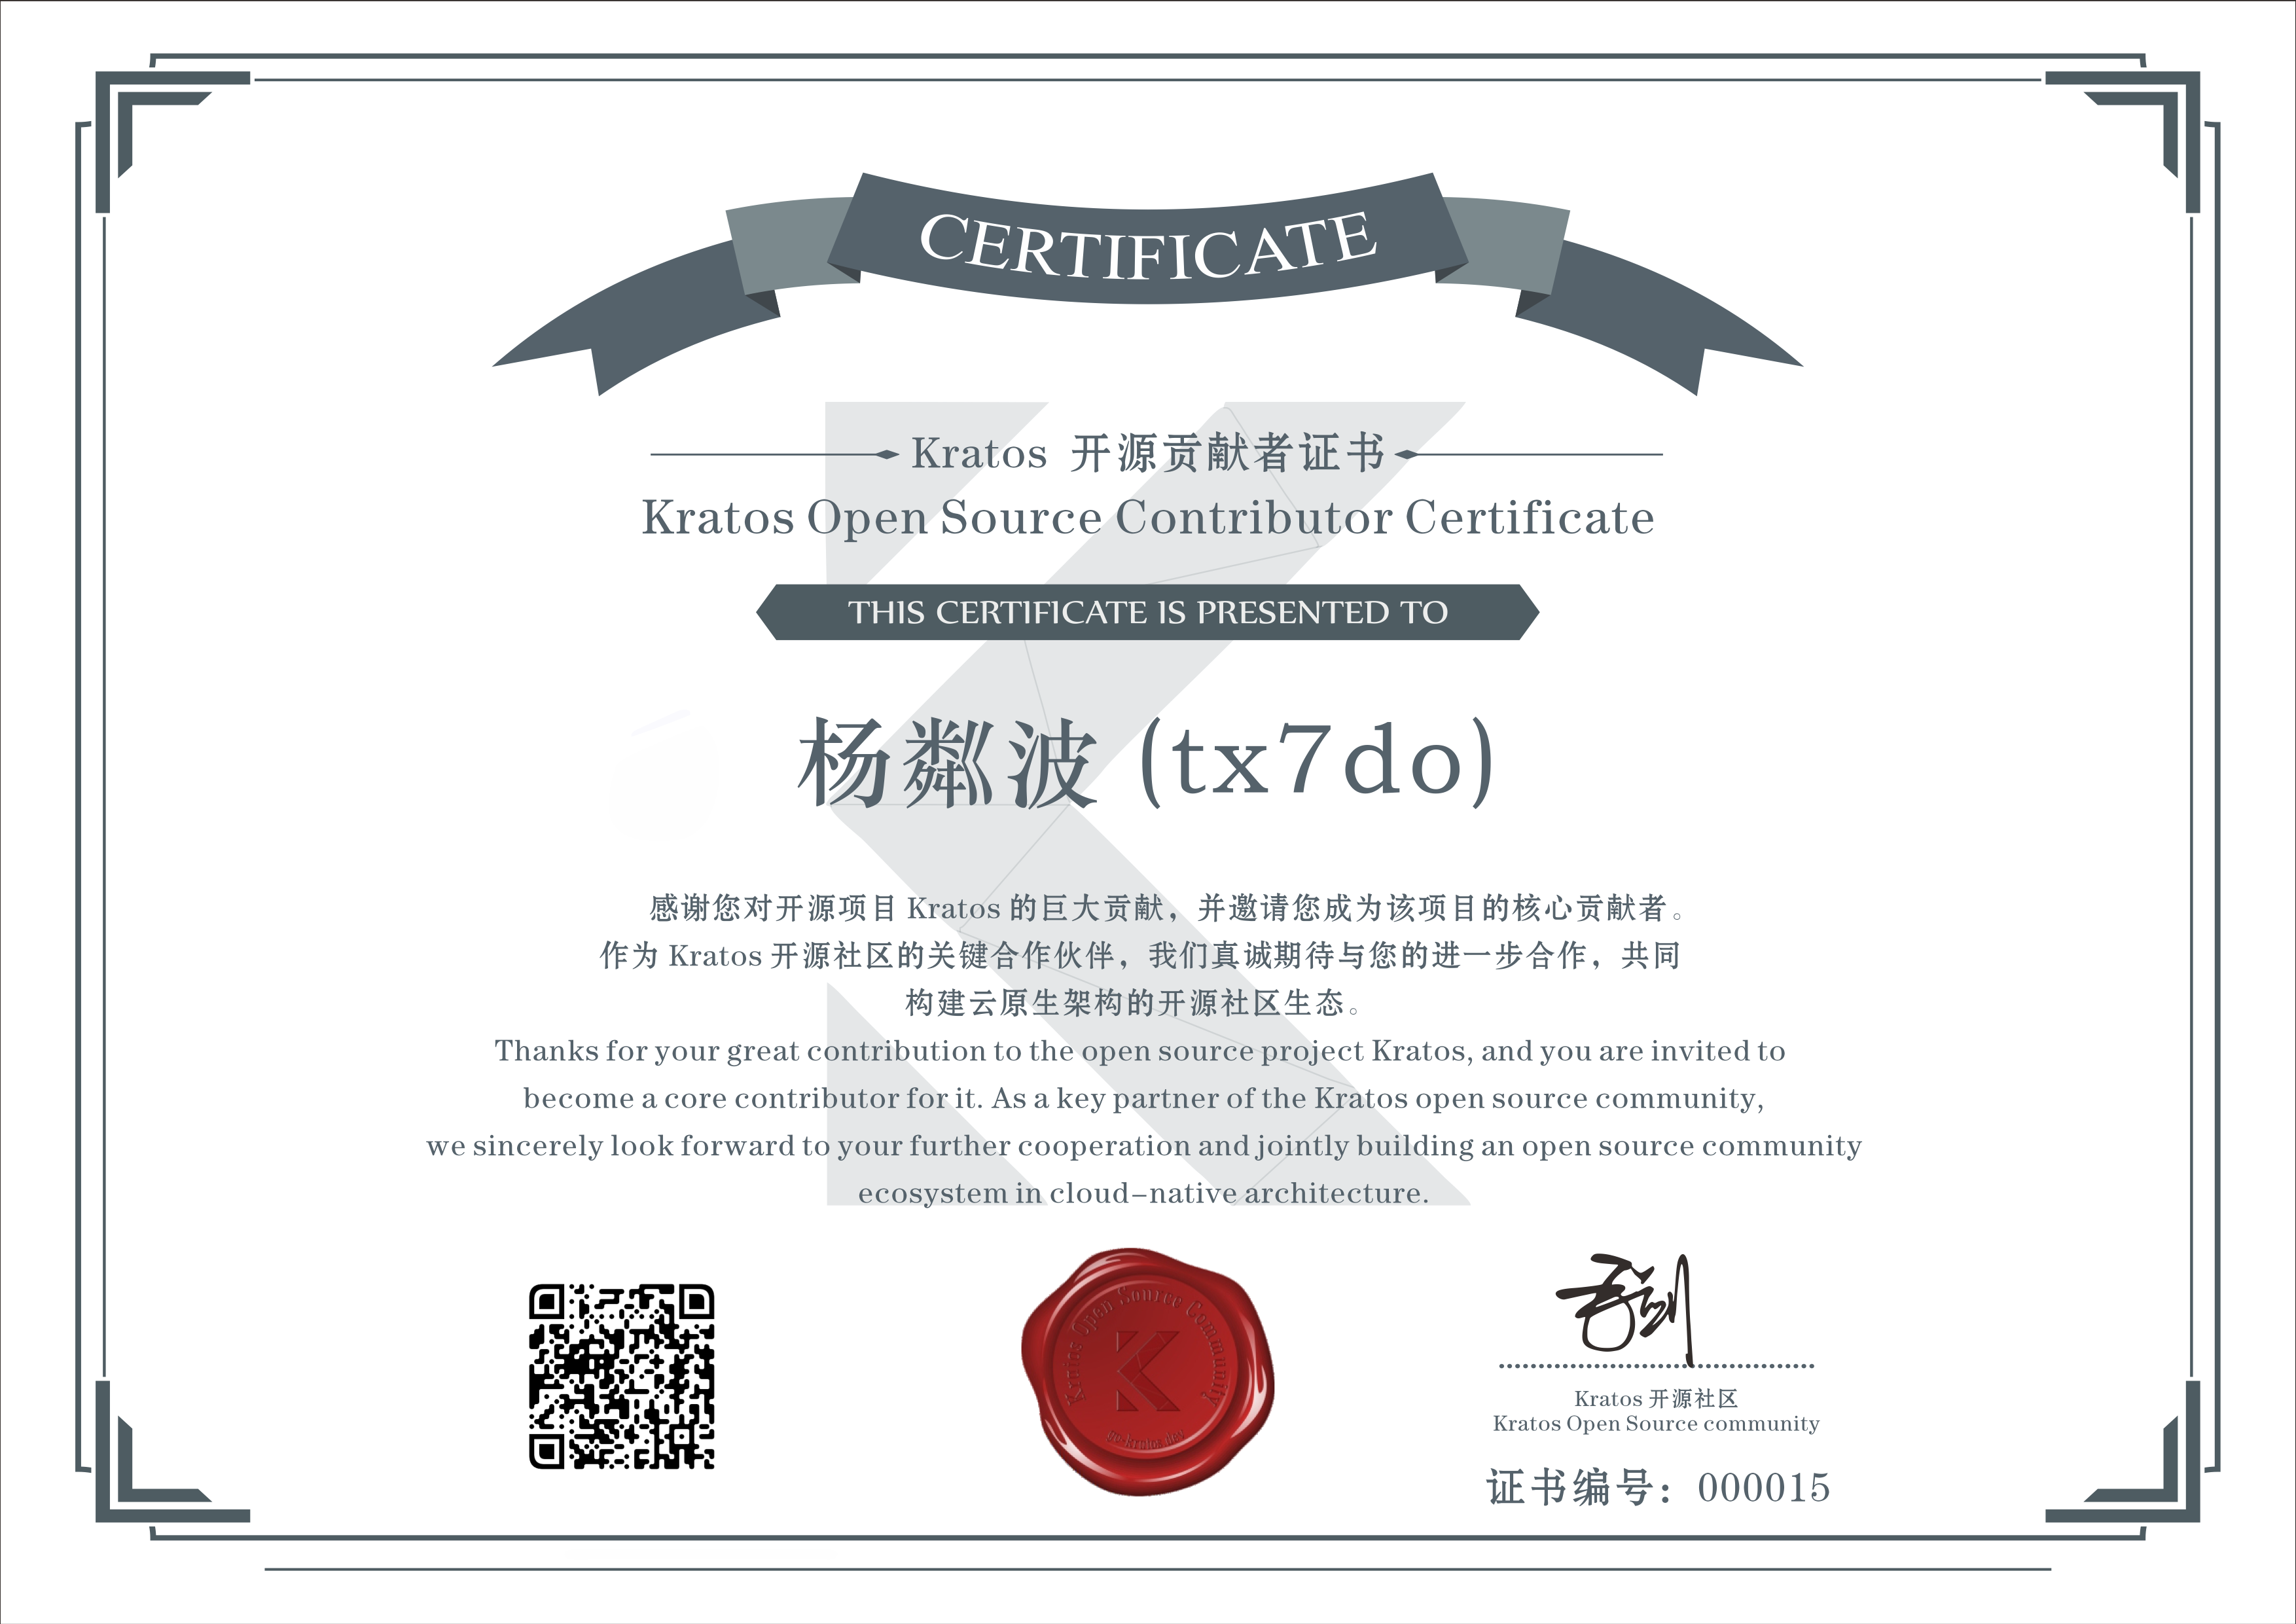 CERTIFICATE
Kratos 开源贡献者证书
Kratos Open Source Contributor Certificate
THIS CERTIFICATE IS PRESENTED TO
杨粼波 (tx7do)
感谢您对开源项目 Kratos 的巨大贡献，并邀请您成为该项目的核心贡献者。
作为 Kratos 开源社区的关键合作伙伴，我们真诚期待与您的进一步合作，共同
构建云原生架构的开源社区生态。
Thanks for your great contribution to the open source project Kratos, and you are invited to
become a core contributor for it. As a key partner of the Kratos open source community,
we sincerely look forward to your further cooperation and jointly building an open source community
ecosystem in cloud-native architecture.
Kratos Open Source Community
go-kratos.dev
Kratos 开源社区
Kratos Open Source community
证书编号：000015